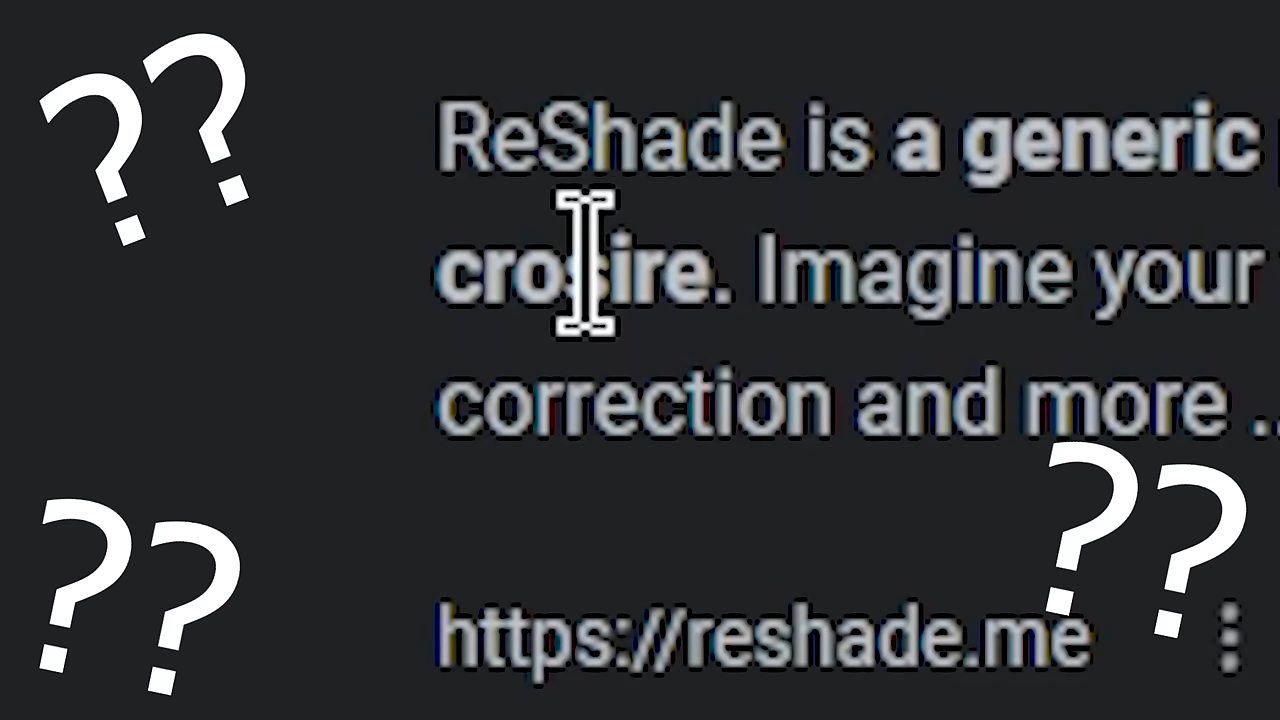 ??
ReShade is a generic
crosire. Imagine your
correction and more ..
??
??
https://reshade.me